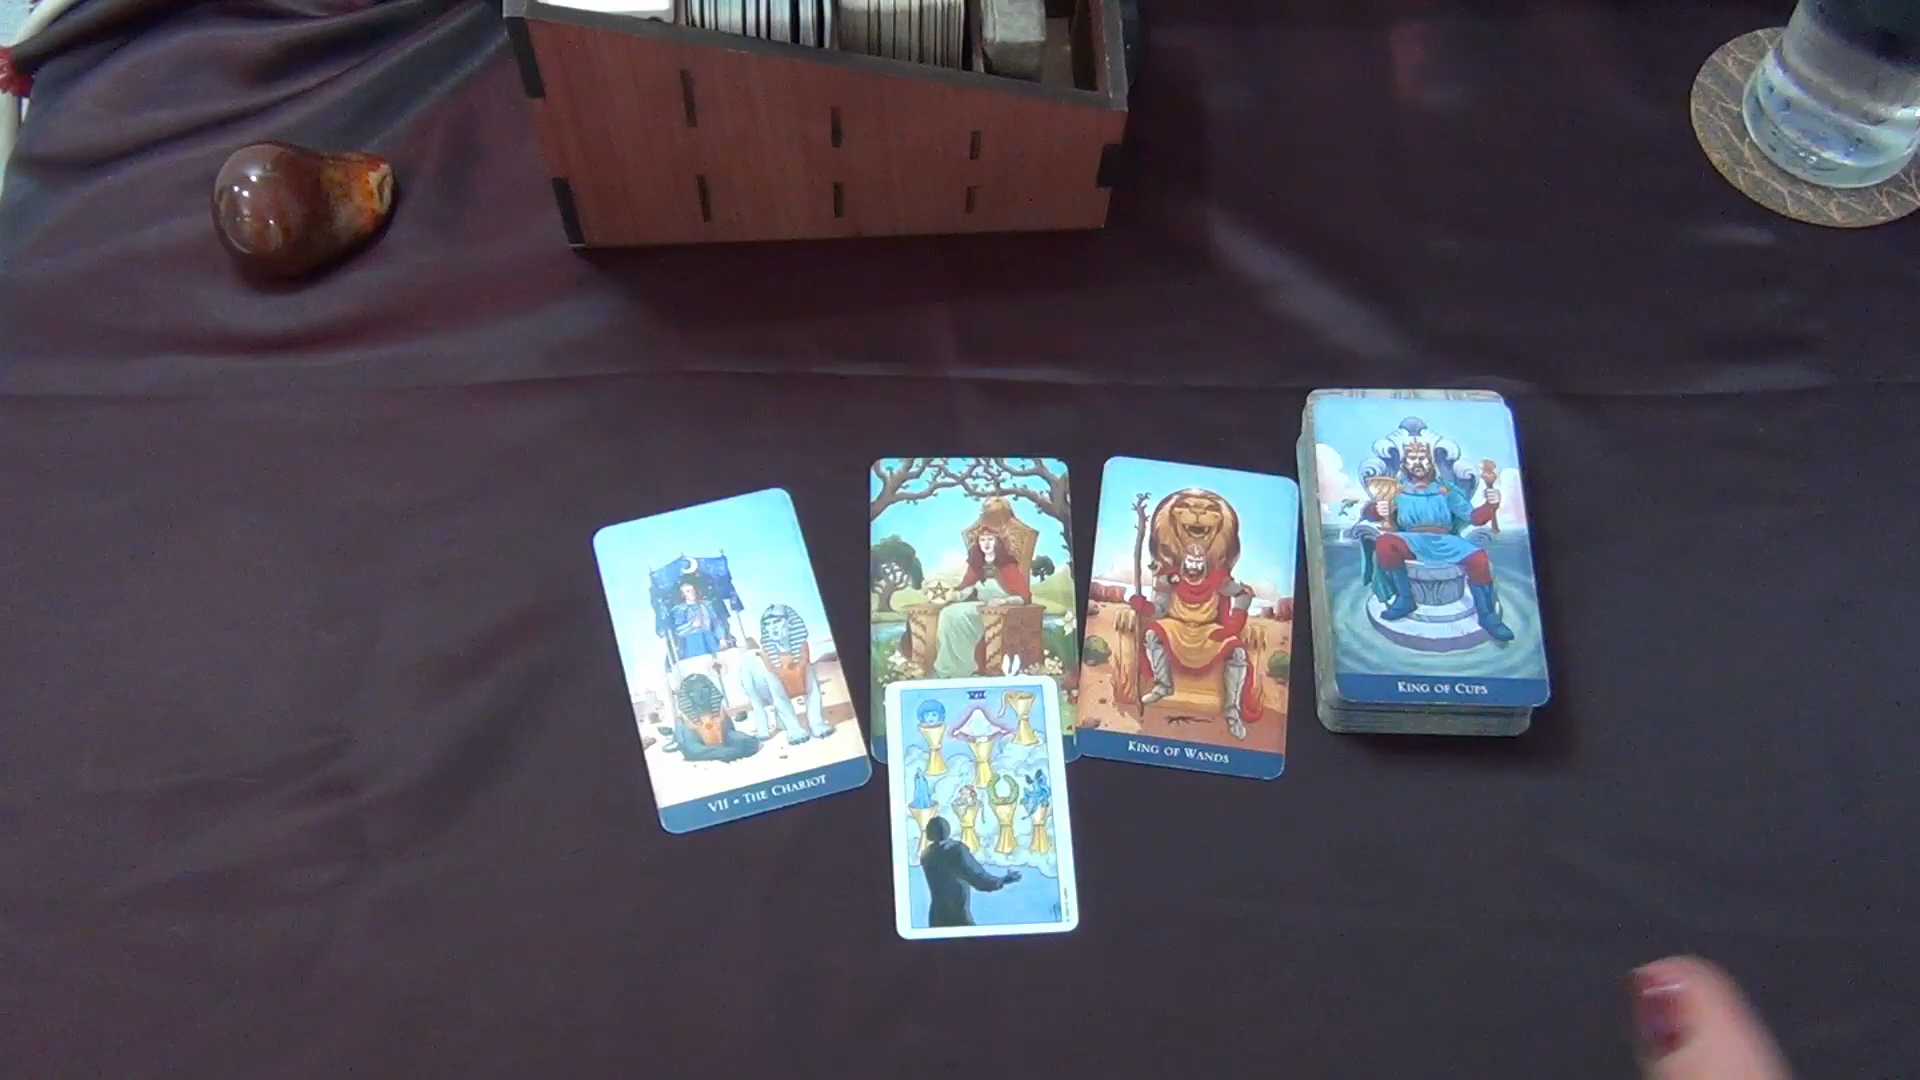 VII • THE CHARIOT
VII
KING OF WANDS
KING OF CUPS